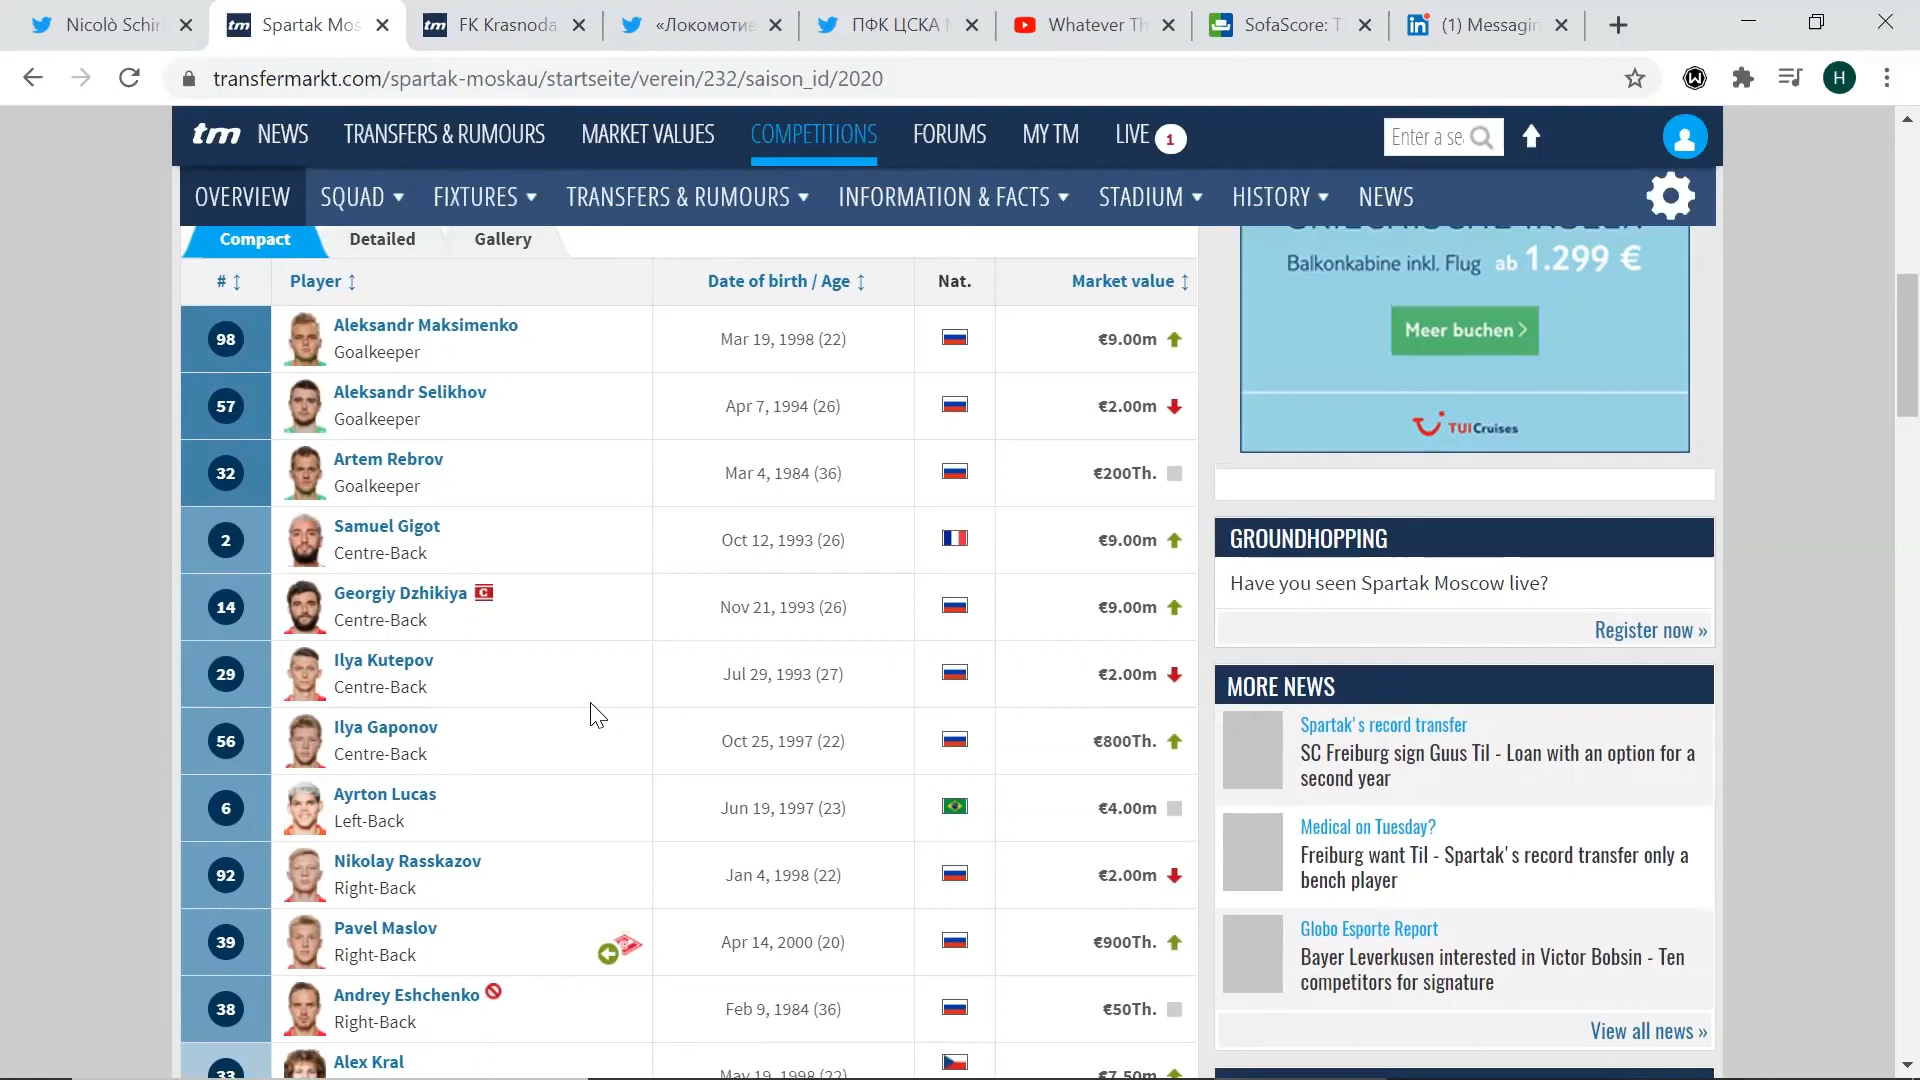 Nicolò Schir
Spartak Mos
FK Krasnoda
«Локомотив
ПФК ЦСКА
Whatever Th
SofaScore: T
(1) Messagin
transfermarkt.com/spartak-moskau/startseite/verein/232/saison_id/2020
H
tm NEWS TRANSFERS & RUMOURS MARKET VALUES COMPETITIONS FORUMS MY TM LIVE 1 Enter a se
OVERVIEW SQUAD FIXTURES TRANSFERS & RUMOURS INFORMATION & FACTS STADIUM HISTORY NEWS
Compact Detailed Gallery
# Player Date of birth / Age Nat. Market value
98 Aleksandr Maksimenko Mar 19, 1998 (22) €9.00m
Goalkeeper
57 Aleksandr Selikhov Apr 7, 1994 (26) €2.00m
Goalkeeper
32 Artem Rebrov Mar 4, 1984 (36) €200Th.
Goalkeeper
2 Samuel Gigot Oct 12, 1993 (26) €9.00m
Centre-Back
14 Georgiy Dzhikiya C Nov 21, 1993 (26) €9.00m
Centre-Back
29 Ilya Kutepov Jul 29, 1993 (27) €2.00m
Centre-Back
56 Ilya Gaponov Oct 25, 1997 (22) €800Th.
Centre-Back
6 Ayrton Lucas Jun 19, 1997 (23) €4.00m
Left-Back
92 Nikolay Rasskazov Jan 4, 1998 (22) €2.00m
Right-Back
39 Pavel Maslov Apr 14, 2000 (20) €900Th.
Right-Back
38 Andrey Eshchenko Feb 9, 1984 (36) €50Th.
Right-Back
33 Alex Kral May 19, 1998 (22) €7.50m
Balkonkabine inkl. Flug ab 1.299 €
Meer buchen
TUI Cruises
GROUNDHOPPING
Have you seen Spartak Moscow live?
Register now »
MORE NEWS
Spartak's record transfer
SC Freiburg sign Guus Til - Loan with an option for a
second year
Medical on Tuesday?
Freiburg want Til - Spartak's record transfer only a
bench player
Globo Esporte Report
Bayer Leverkusen interested in Victor Bobsin - Ten
competitors for signature
View all news »